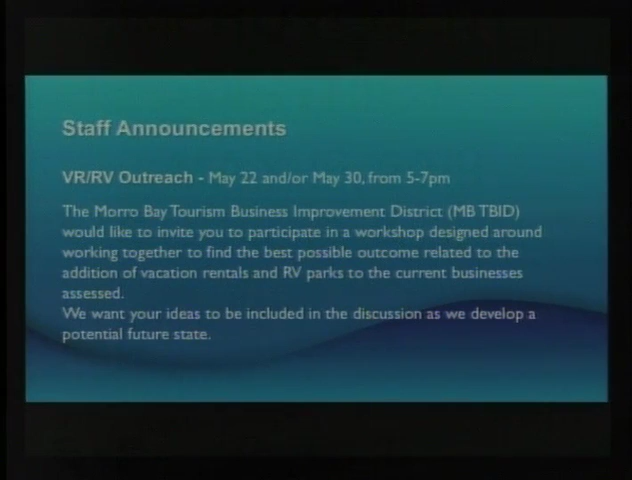 Staff Announcements
VR/RV Outreach - May 22 and/or May 30, from 5-7pm
The Morro Bay Tourism Business Improvement District (MBTBID)
would like to invite you to participate in a workshop designed around
working together to find the best possible outcome related to the
addition of vacation rentals and RV parks to the current businesses
assessed.
We want your ideas to be included in the discussion as we develop a
potential future state.